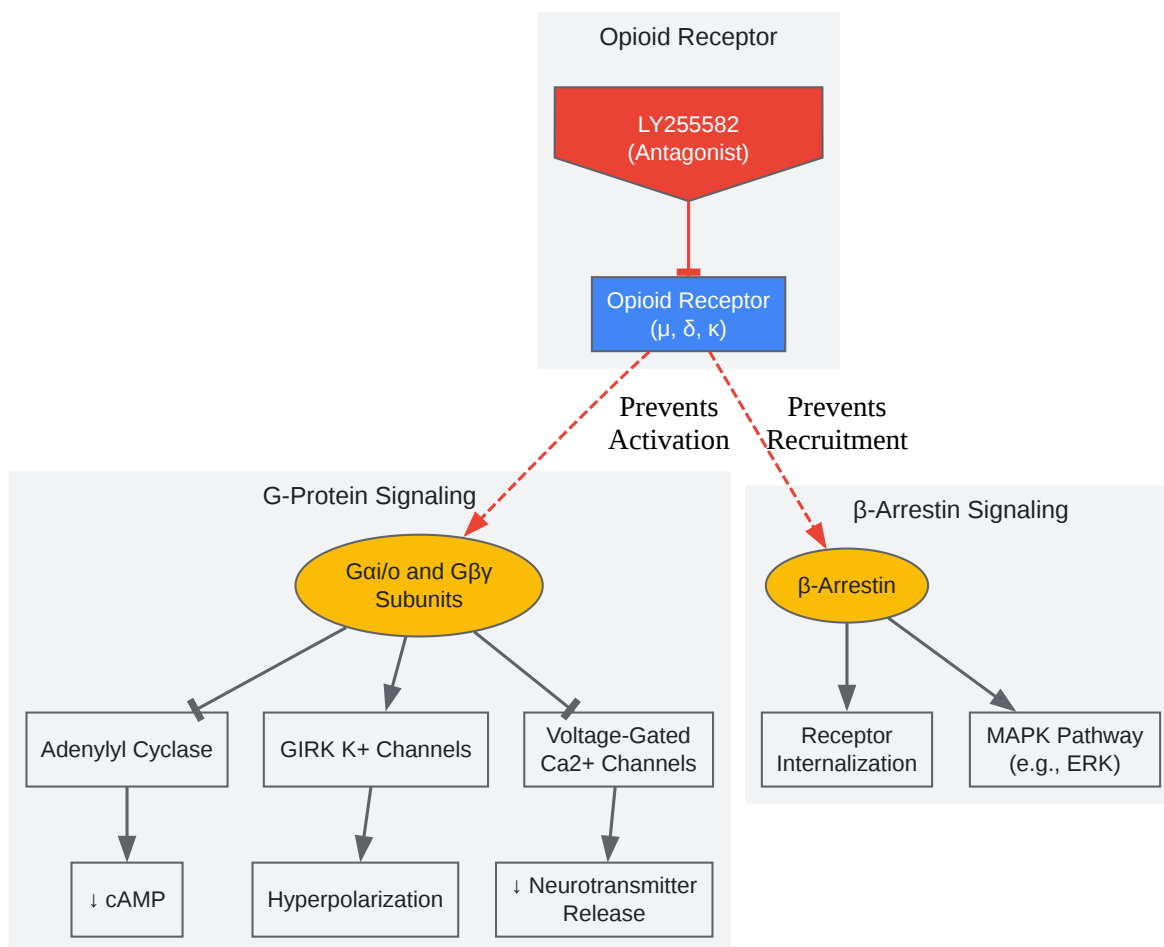 Opioid Receptor
LY255582
(Antagonist)
Opioid Receptor
(μ, δ, κ)
Prevents
Activation
Prevents
Recruitment
G-Protein Signaling
Gαi/o and Gβγ
Subunits
Adenylyl Cyclase
GIRK K+ Channels
Voltage-Gated
Ca2+ Channels
↓ cAMP
Hyperpolarization
↓ Neurotransmitter
Release
β-Arrestin Signaling
β-Arrestin
Receptor
Internalization
MAPK Pathway
(e.g., ERK)